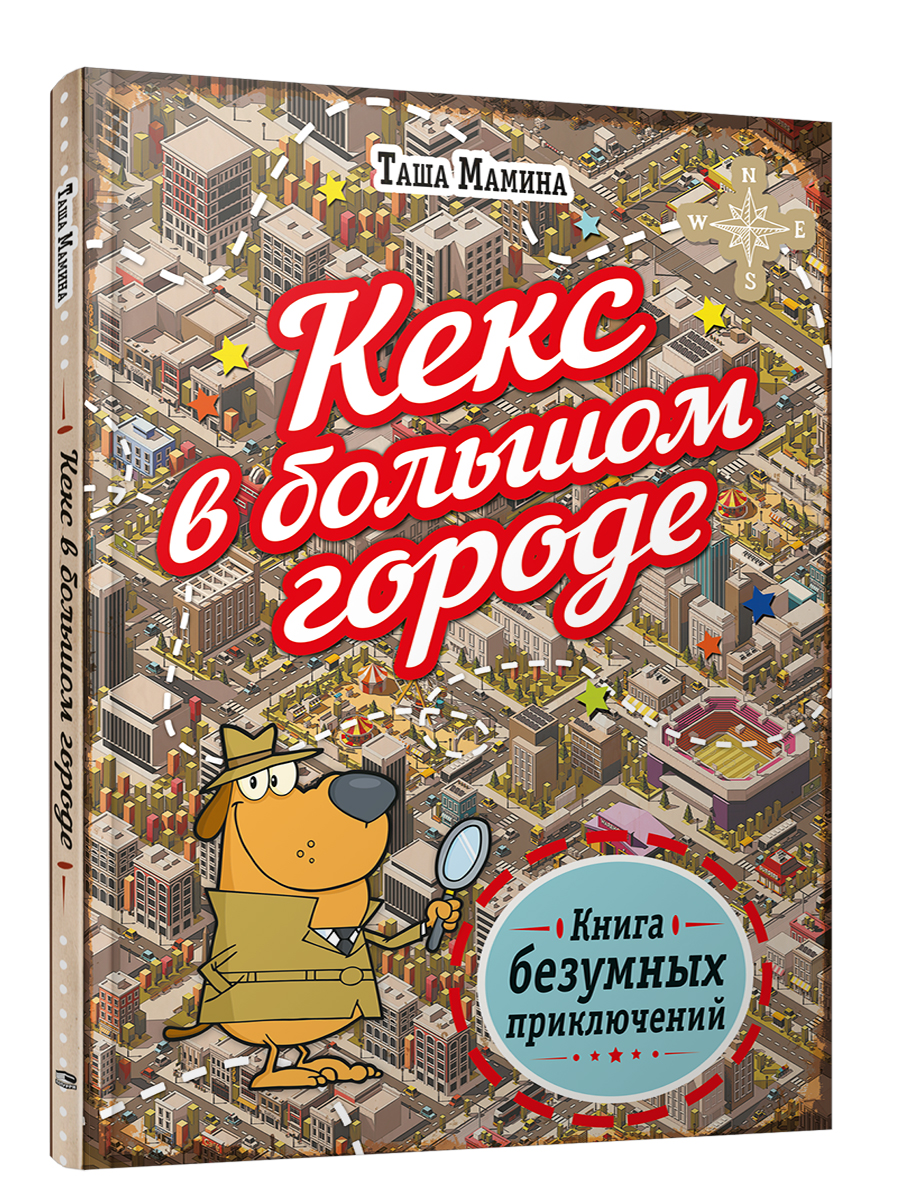 Таша Мамина
N
W E
S
Кекс
в большом
городе
Книга
безумных
приключений
Таша Мамина
Кекс в большом городе